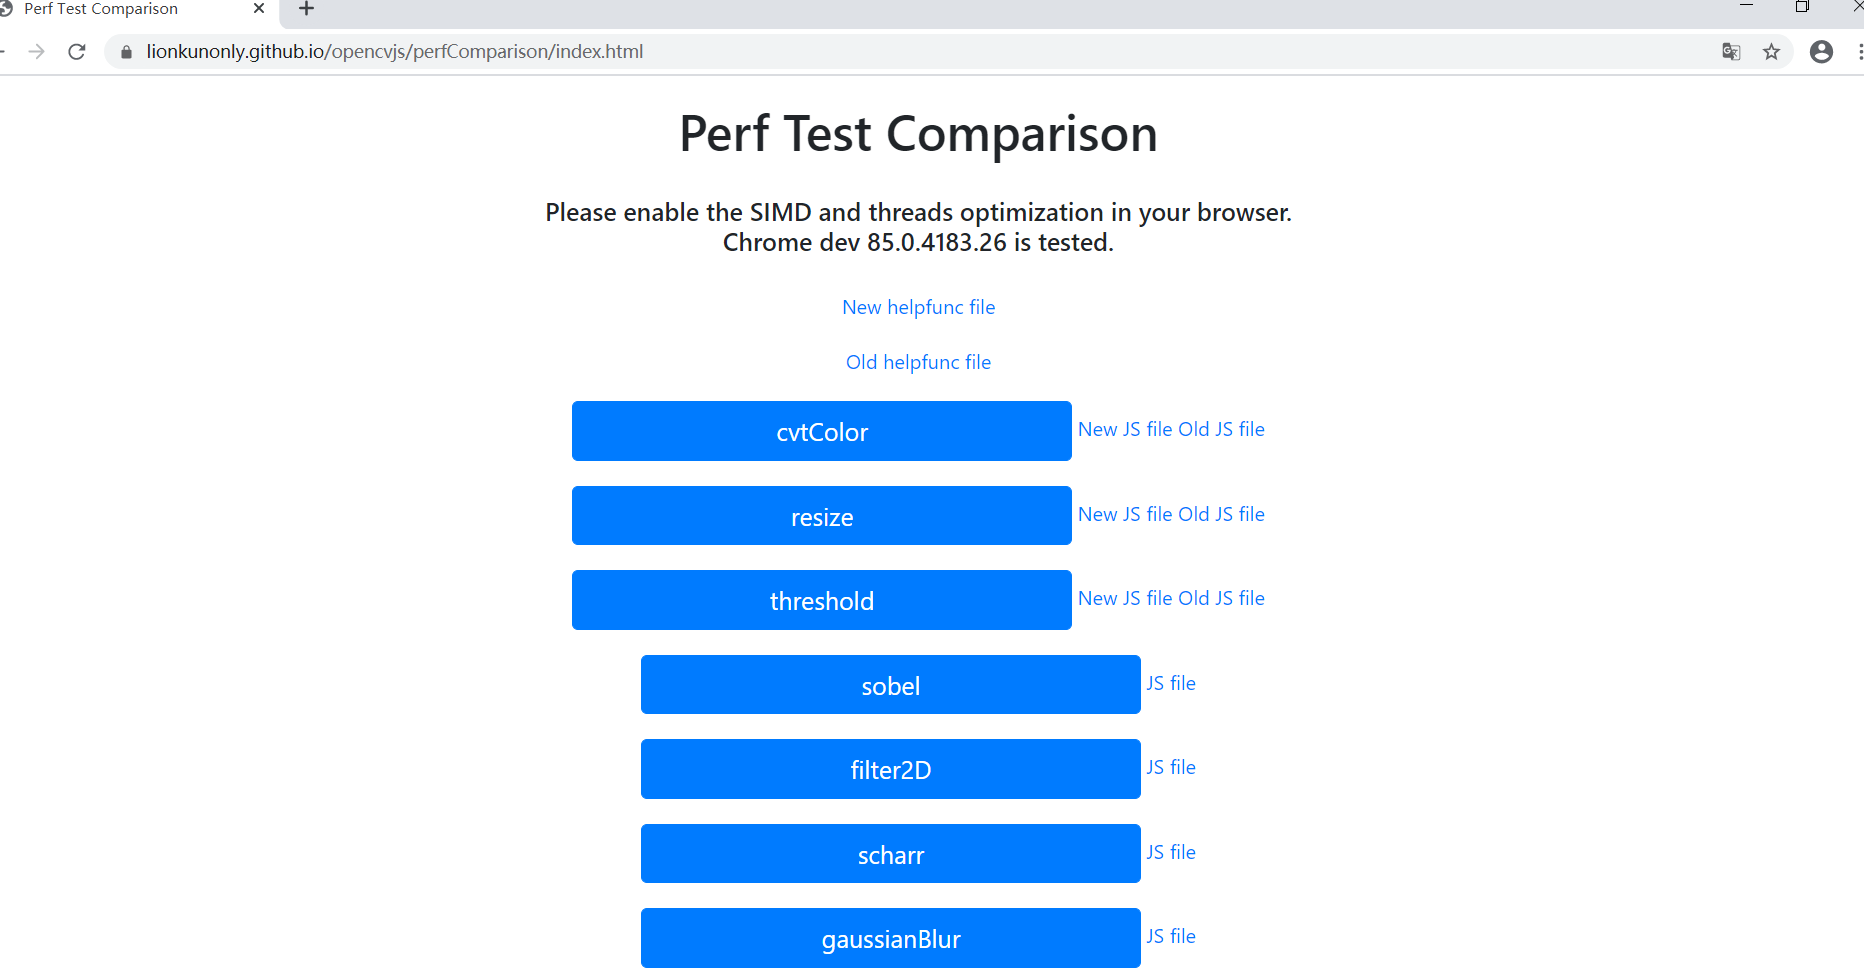 Perf Test Comparison
lionkunonly.github.io/opencvjs/perfComparison/index.html
Perf Test Comparison
Please enable the SIMD and threads optimization in your browser.
Chrome dev 85.0.4183.26 is tested.
New helpfunc file
Old helpfunc file
cvtColor New JS file Old JS file
resize New JS file Old JS file
threshold New JS file Old JS file
sobel JS file
filter2D JS file
scharr JS file
gaussianBlur JS file